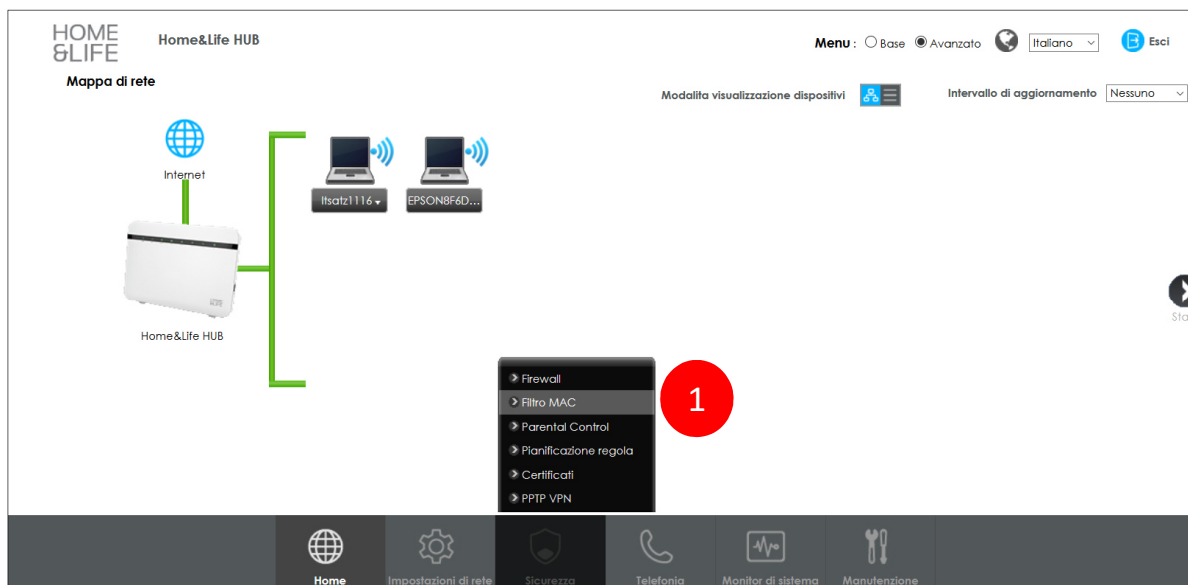 HOME
&LIFE
Home&Life HUB
Menu :
Base
Avanzato
Italiano
Esci
Mappa di rete
Modalita visualizzazione dispositivi
Intervallo di aggiornamento
Nessuno
Internet
Itsatz1116
EPSON8F6D...
Home&Life HUB
Firewall
Filtro MAC
Parental Control
Pianificazione regola
Certificati
PPTP VPN
1
Home
Impostazioni di rete
Sicurezza
Telefonia
Monitor di sistema
Manutenzione